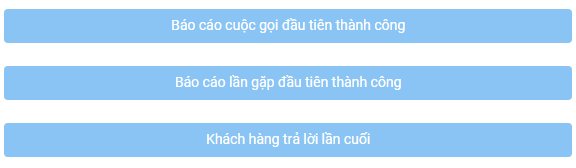 Báo cáo cuộc gọi đầu tiên thành công
Báo cáo lần gặp đầu tiên thành công
Khách hàng trả lời lần cuối